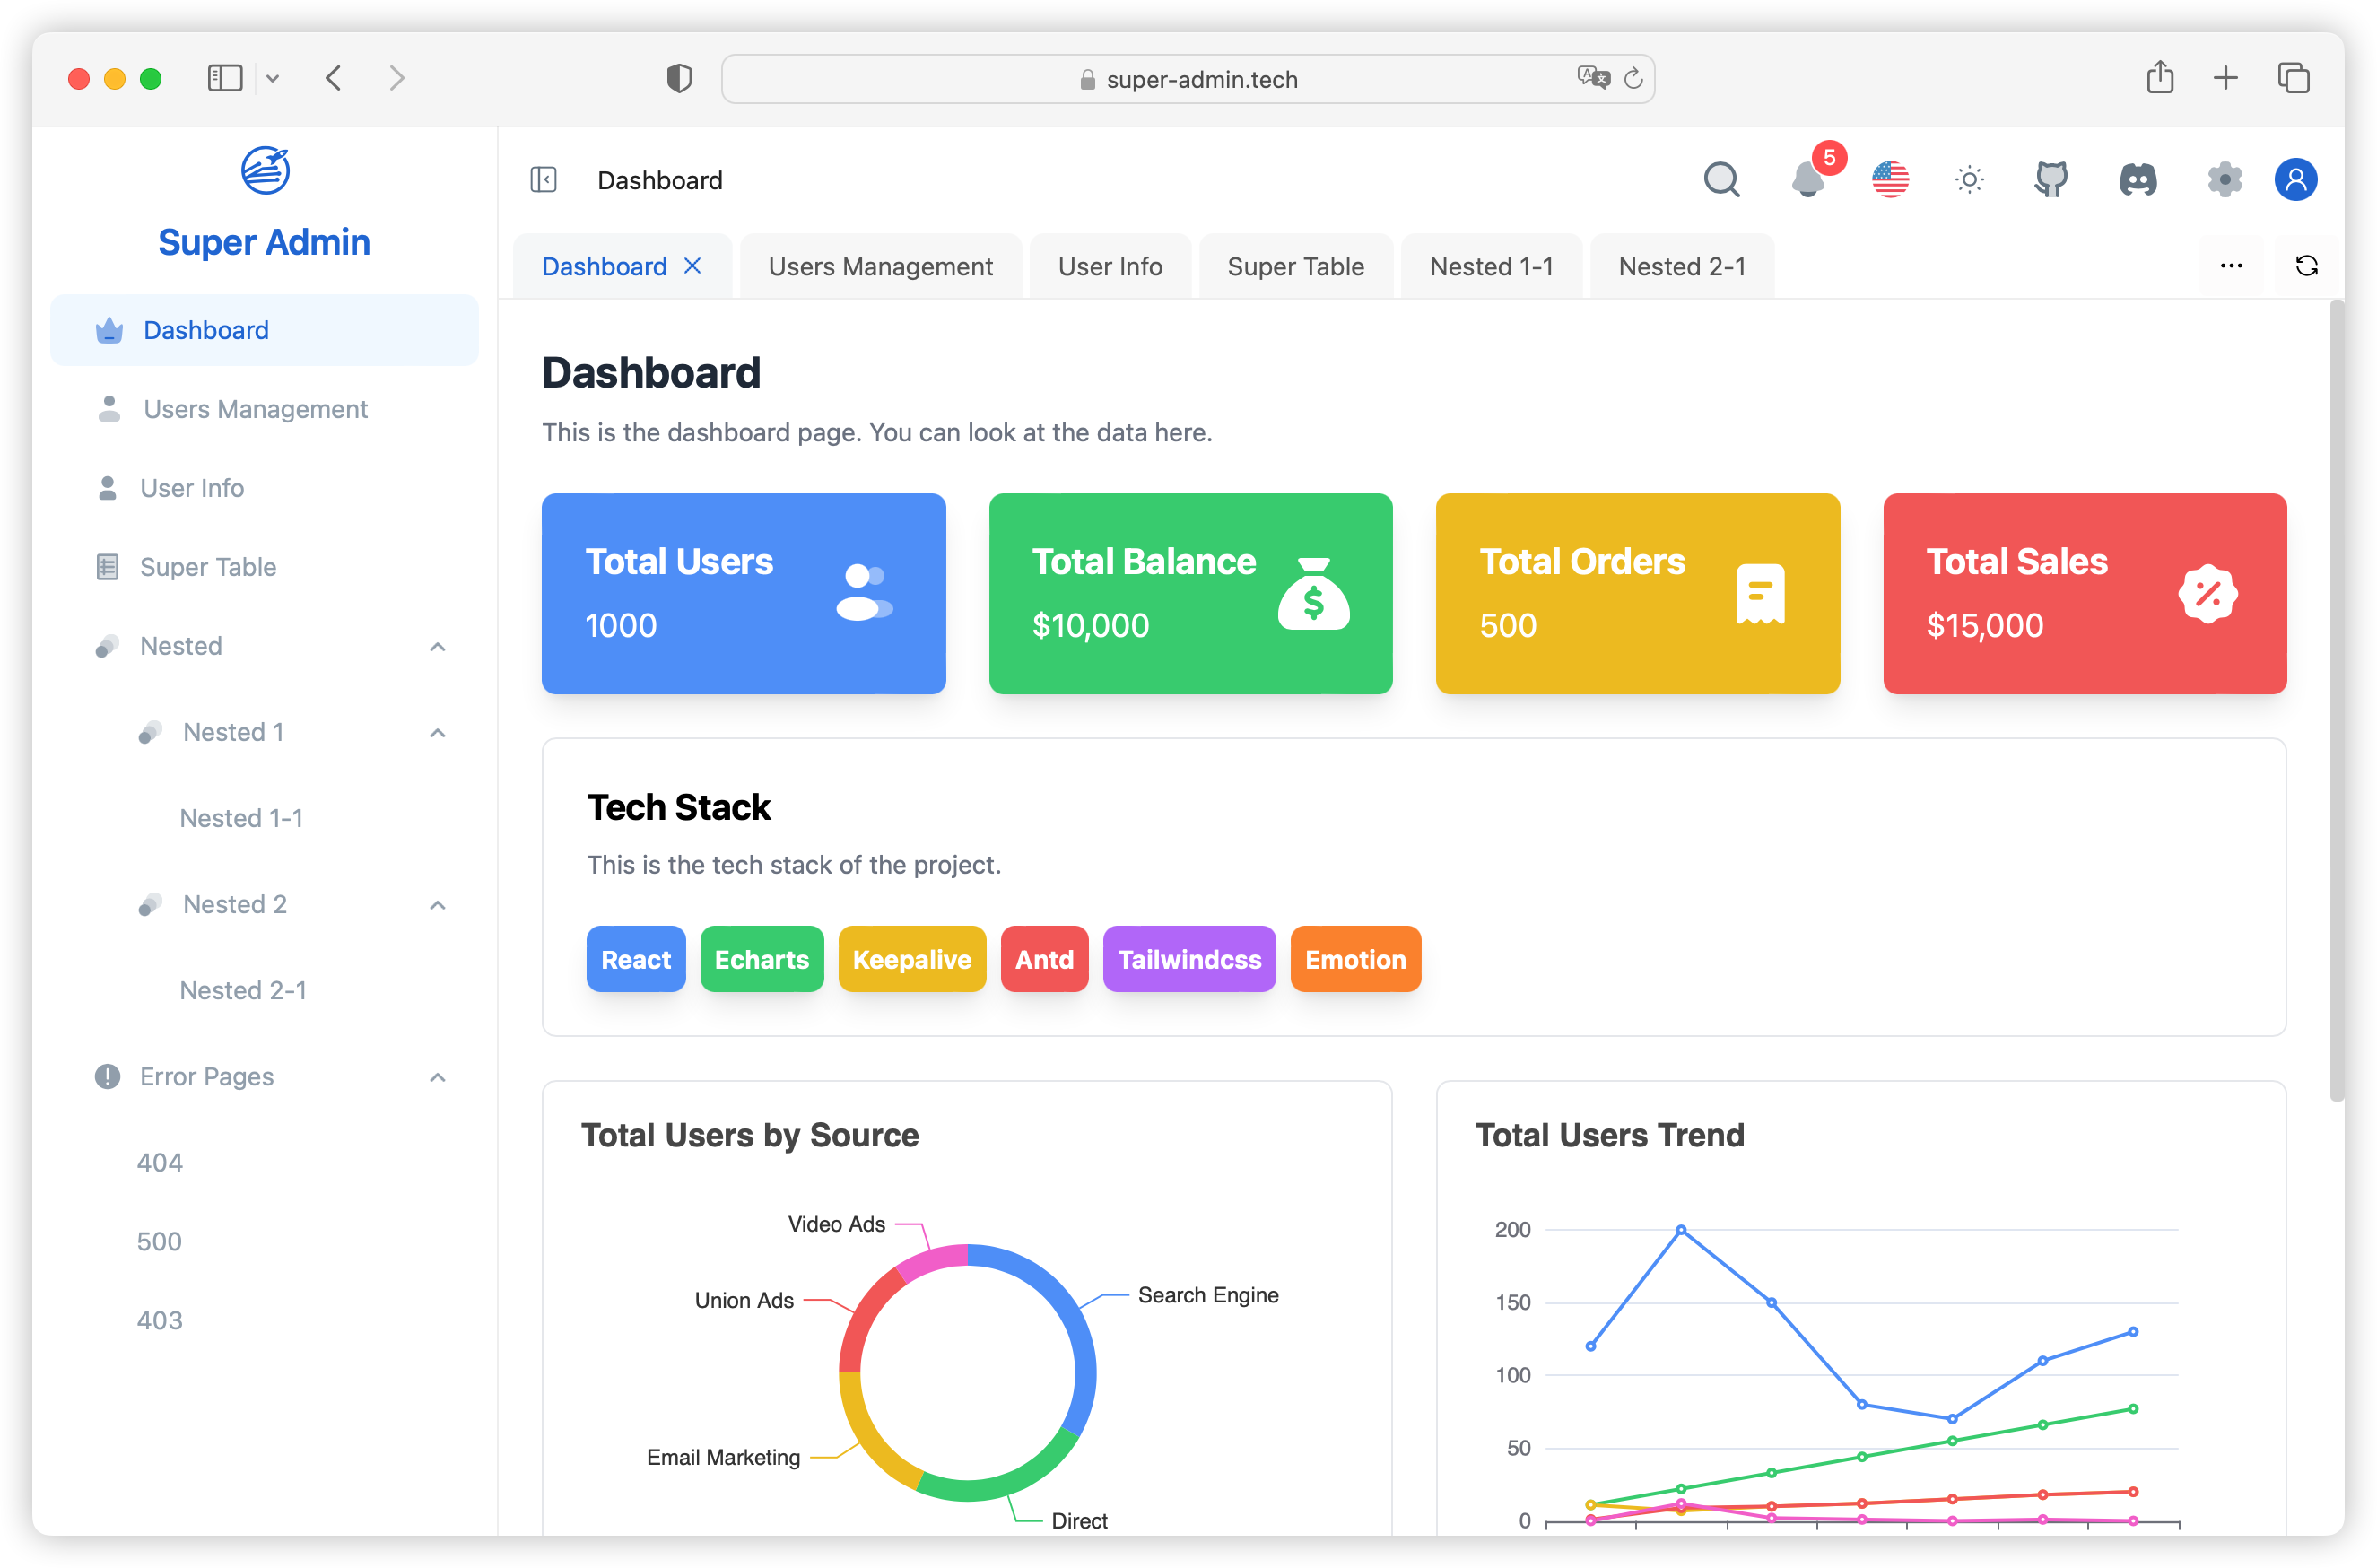 super-admin.tech
Super Admin
Dashboard
Users Management
User Info
Super Table
Nested
Nested 1
Nested 1-1
Nested 2
Nested 2-1
Error Pages
404
500
403
Dashboard
5
Dashboard
Users Management
User Info
Super Table
Nested 1-1
Nested 2-1
Dashboard
This is the dashboard page. You can look at the data here.
Total Users
1000
Total Balance
$10,000
Total Orders
500
Total Sales
$15,000
Tech Stack
This is the tech stack of the project.
React Echarts Keepalive Antd Tailwindcss Emotion
Total Users by Source
Video Ads
Search Engine
Union Ads
Email Marketing
Direct
Total Users Trend
200
150
100
50
0